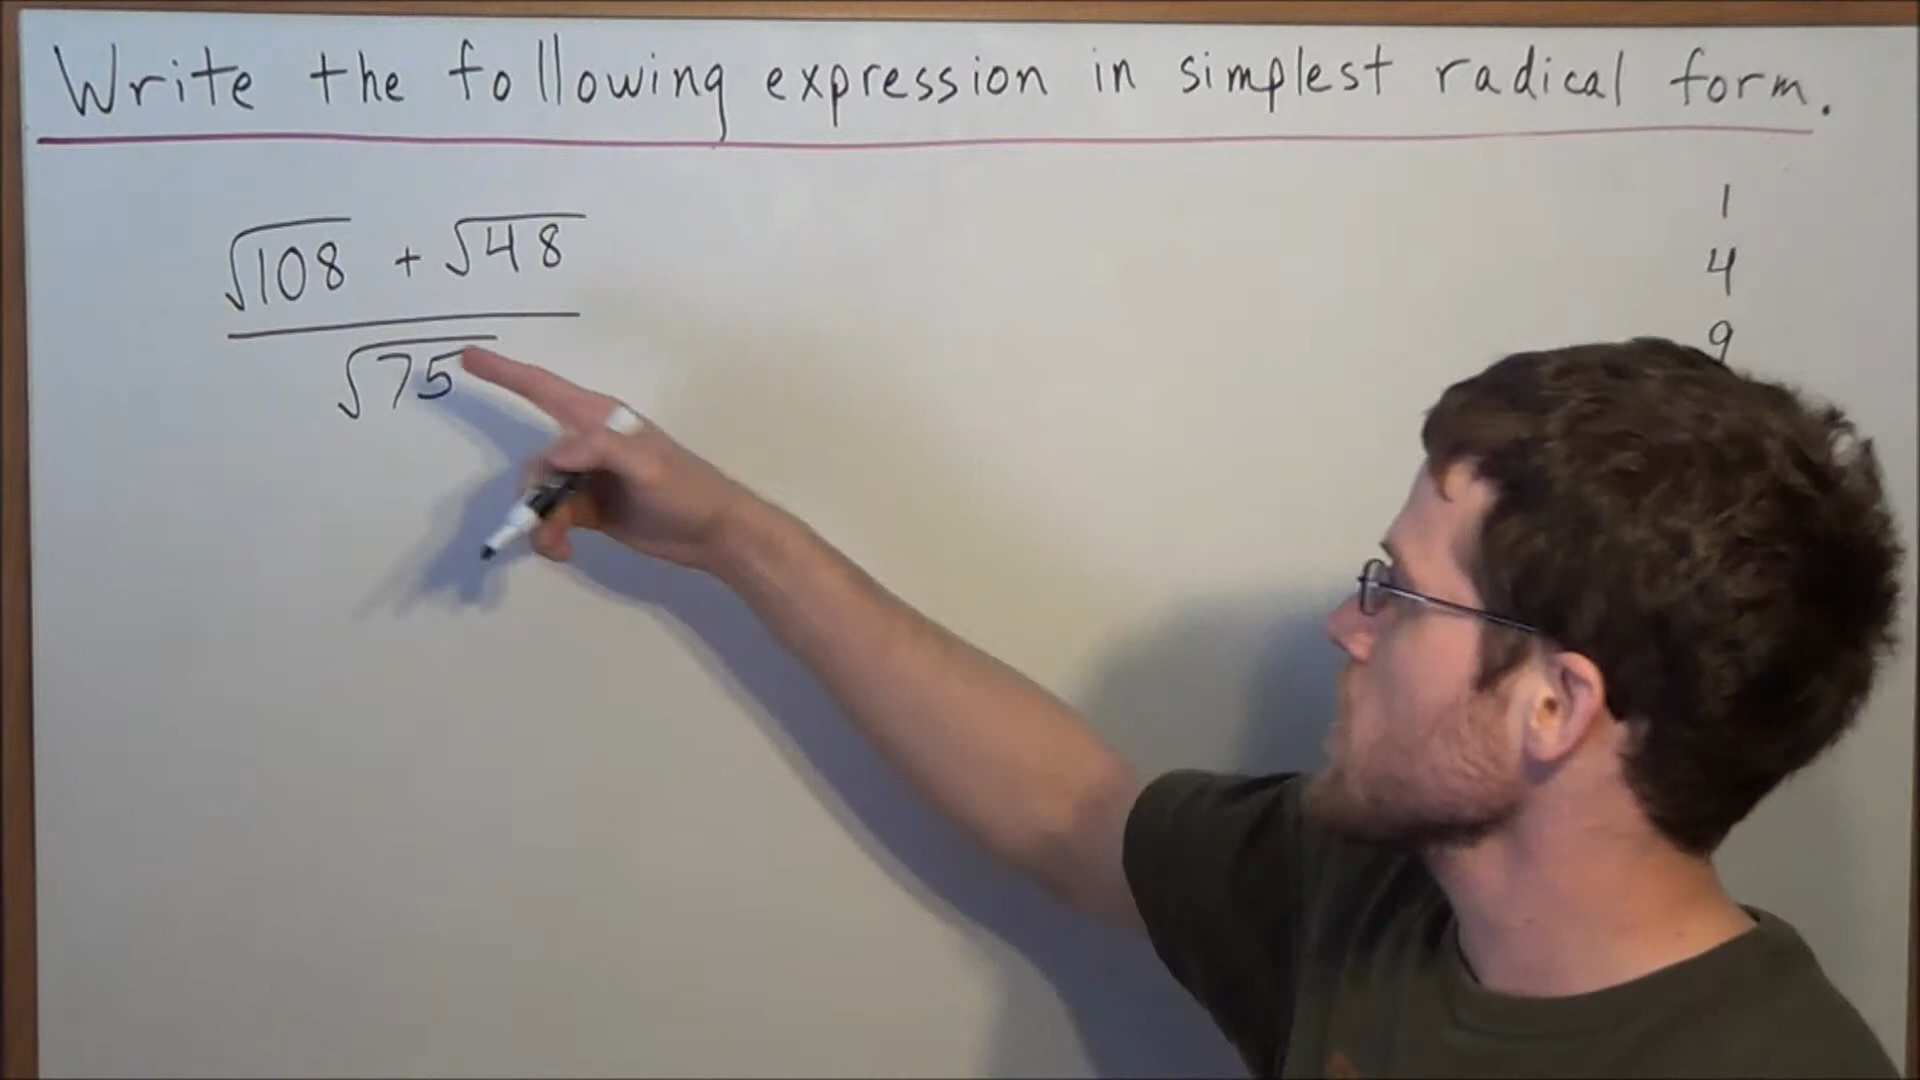 Write the following expression in simplest radical form.
√108 + √48
√75
1
4
9